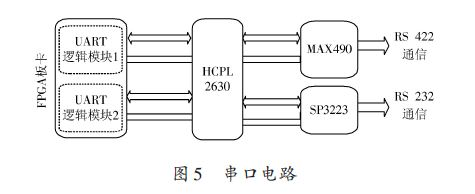 FPGA板卡
UART
逻辑模块1
UART
逻辑模块2
HCPL
2630
MAX490
SP3223
RS 422
通信
RS 232
通信
图5 串口电路